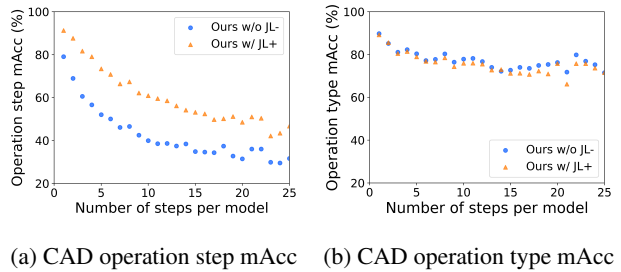 Operation step mAcc (%)
100
80
60
40
20
0
5
10
15
20
25
Number of steps per model
Ours w/o JL-
Ours w/ JL+
(a) CAD operation step mAcc
Operation type mAcc (%)
100
80
60
40
20
0
5
10
15
20
25
Number of steps per model
Ours w/o JL-
Ours w/ JL+
(b) CAD operation type mAcc